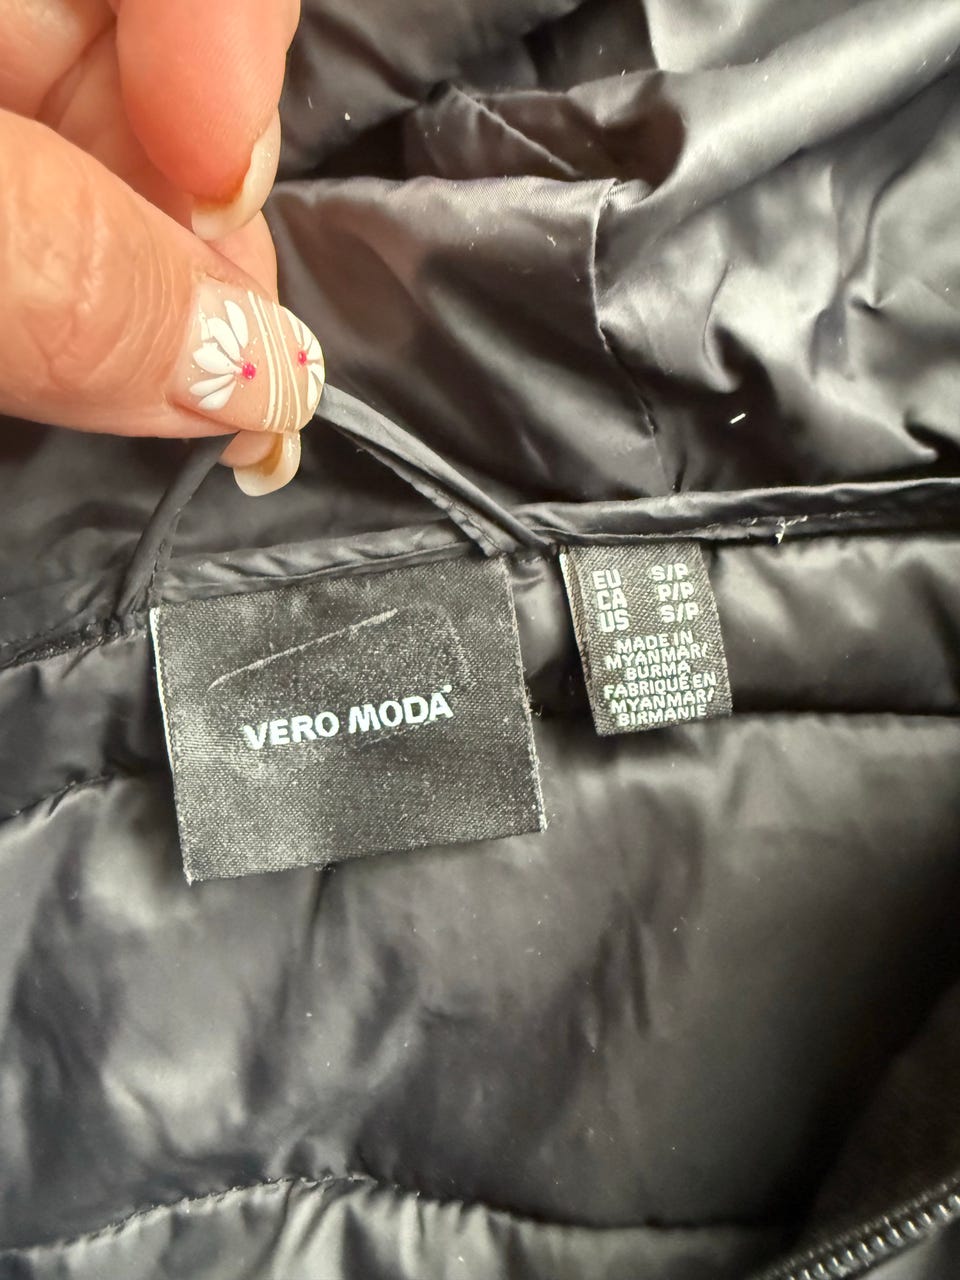 VERO MODA
EU S/P
CA P/P
US S/P
MADE IN
MYANMAR/
BURMA
FABRIQUÉ EN
MYANMAR/
BIRMANIE